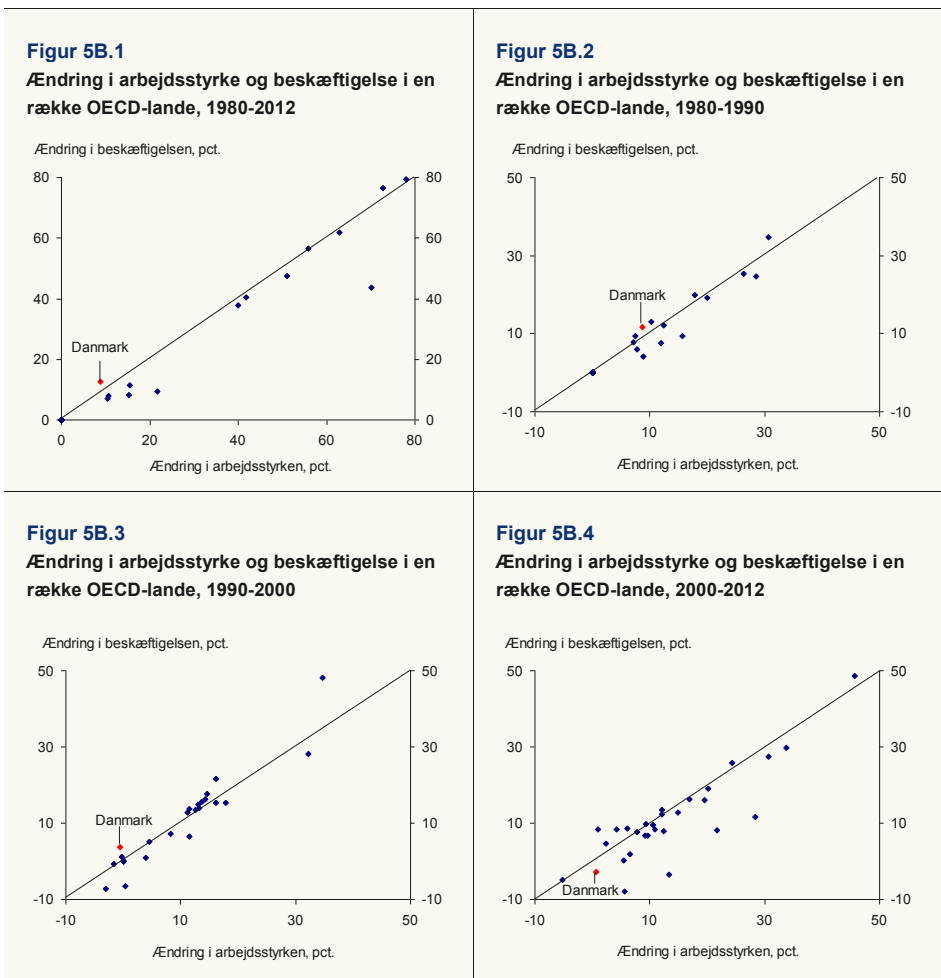 Figur 5B.1
Ændring i arbejdsstyrke og beskæftigelse i en
række OECD-lande, 1980-2012
Ændring i beskæftigelsen, pct.
80
60
40
20
0
80
60
40
20
0
Danmark
0 20 40 60 80
Ændring i arbejdsstyrken, pct.
Figur 5B.2
Ændring i arbejdsstyrke og beskæftigelse i en
række OECD-lande, 1980-1990
Ændring i beskæftigelsen, pct.
50
30
10
-10
50
30
10
-10
Danmark
-10 10 30 50
Ændring i arbejdsstyrken, pct.
Figur 5B.3
Ændring i arbejdsstyrke og beskæftigelse i en
række OECD-lande, 1990-2000
Ændring i beskæftigelsen, pct.
50
30
10
-10
50
30
10
-10
Danmark
-10 10 30 50
Ændring i arbejdsstyrken, pct.
Figur 5B.4
Ændring i arbejdsstyrke og beskæftigelse i en
række OECD-lande, 2000-2012
Ændring i beskæftigelsen, pct.
50
30
10
-10
50
30
10
-10
Danmark
-10 10 30 50
Ændring i arbejdsstyrken, pct.